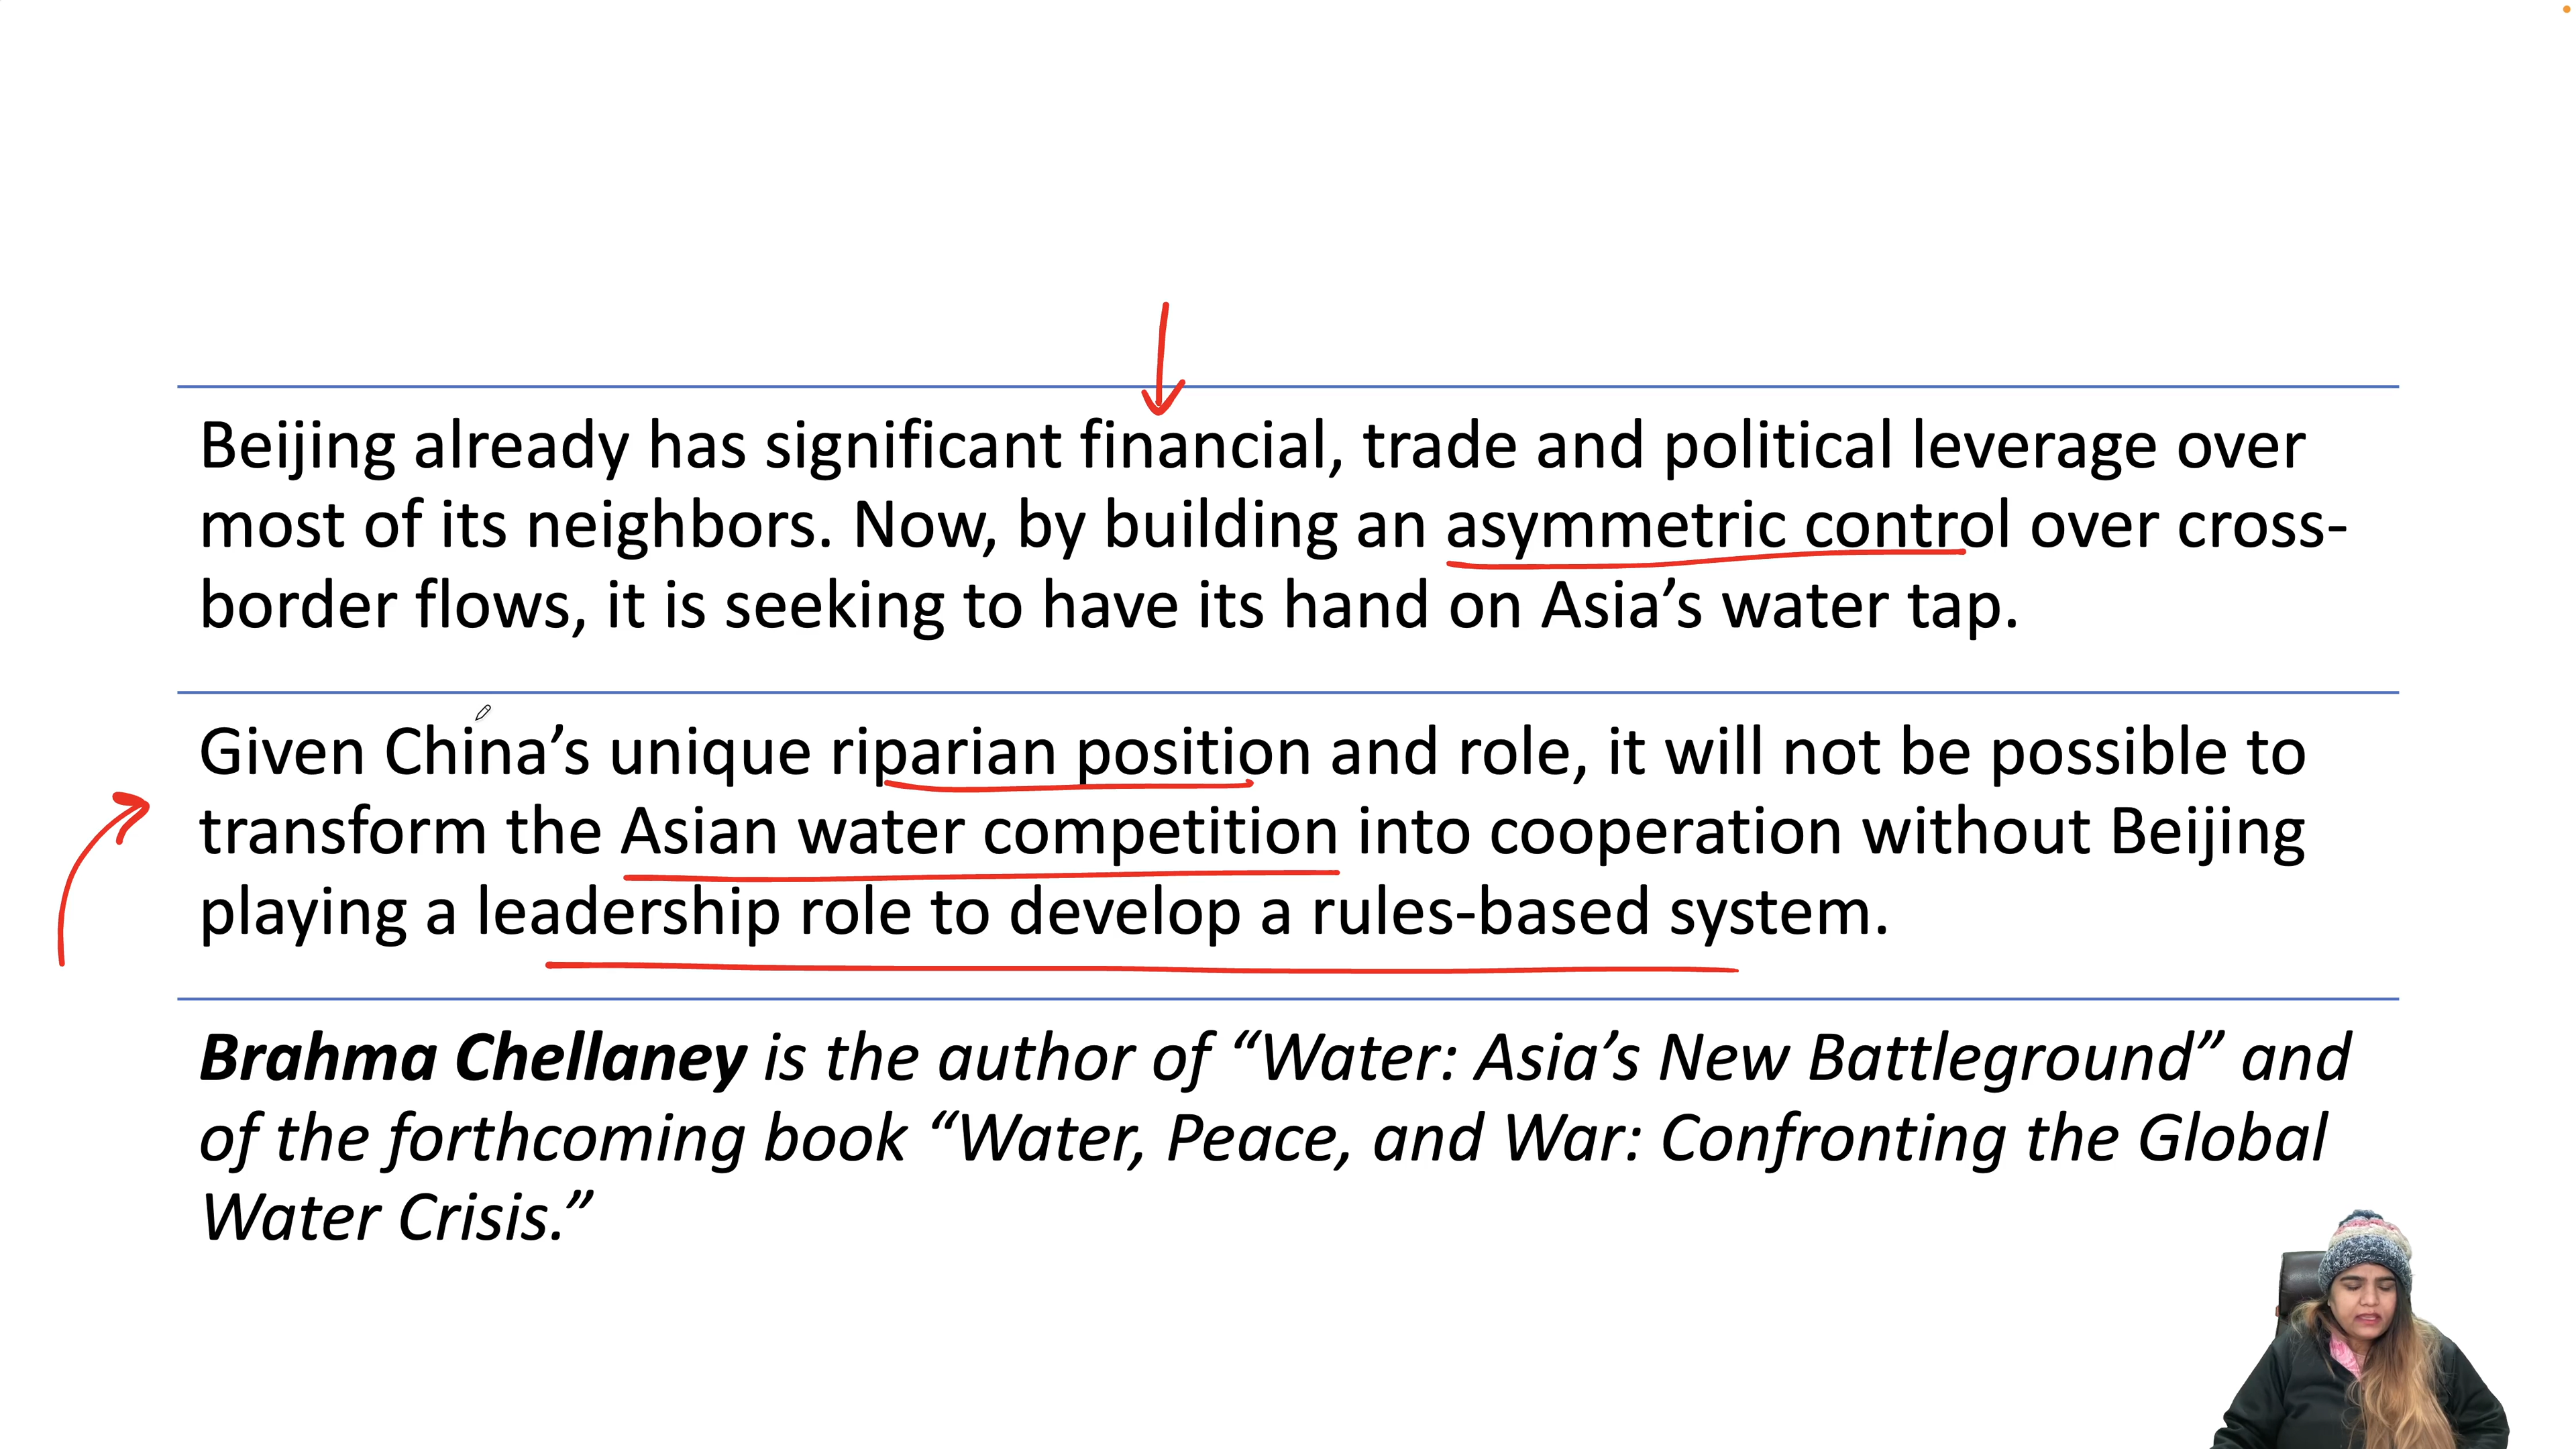 Beijing already has significant financial, trade and political leverage over
most of its neighbors. Now, by building an asymmetric control over cross-
border flows, it is seeking to have its hand on Asia’s water tap.
Given China’s unique riparian position and role, it will not be possible to
transform the Asian water competition into cooperation without Beijing
playing a leadership role to develop a rules-based system.
Brahma Chellaney is the author of “Water: Asia’s New Battleground” and
of the forthcoming book “Water, Peace, and War: Confronting the Global
Water Crisis.”